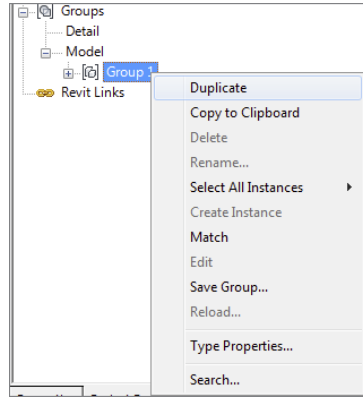 Groups
Detail
Model
Group 1
Revit Links
Duplicate
Copy to Clipboard
Delete
Rename...
Select All Instances
Create Instance
Match
Edit
Save Group...
Reload...
Type Properties...
Search...